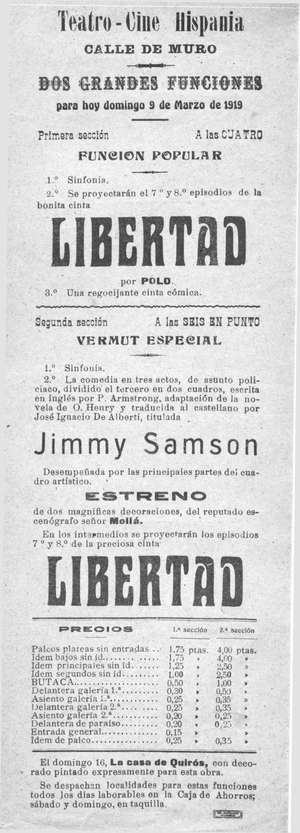 Teatro-Cine Hispania
CALLE DE MURO
DOS GRANDES FUNCIONES
para hoy domingo 9 de Marzo de 1919
Primera sección A las CUATRO
FUNCION POPULAR
1.º Sinfonía.
2.º Se proyectarán el 7º y 8.º episodios de la
bonita cinta
LIBERTAD
por POLO.
3.º Una regocijante cinta cómica.
Segunda sección A las SEIS EN PUNTO
VERMUT ESPECIAL
1.º Sinfonía.
2.º La comedia en tres actos, de asunto poli-
ciaco, dividido el tercero en dos cuadros, escrita
en inglés por P. Armstrong, adaptación de la no-
vela de O. Henry y traducida al castellano por
José Ignacio De Alberti, titulada
Jimmy Samson
Desempeñada por las principales partes del cua-
dro artístico.
ESTRENO
de dos magníficas decoraciones, del reputado es-
cenógrafo señor Mollá.
En los intermedios se proyectarán los episodios
7º y 8.º de la preciosa cinta
LIBERTAD
PRECIOS 1.ª sección 2.ª sección
Palcos plateas sin entradas .. 1,75 ptas. 4,00 ptas.
Idem bajos sin id. 1,75 » 4,00 »
Idem principales sin id. 1,25 » 2,50 »
Idem segundos sin id. 1,00 » 2,50 »
BUTACA 0,50 » 1,00 »
Delantera galería 1.ª 0,30 » 0,50 »
Asiento galería 1.ª 0,25 » 0,35 »
Delantera galería 2.ª 0,25 » 0,35 »
Asiento galería 2.ª 0,20 » 0,25 »
Delantera de paraíso 0,20 » 0,25 »
Entrada general 0,15 » »
Idem de palco 0,25 » 0,35 »
El domingo 16, La casa de Quirós, con deco-
rado pintado expresamente para esta obra.
Se despachan localidades para estas funciones
todos los días laborables en la Caja de Ahorros;
sábado y domingo, en taquilla.